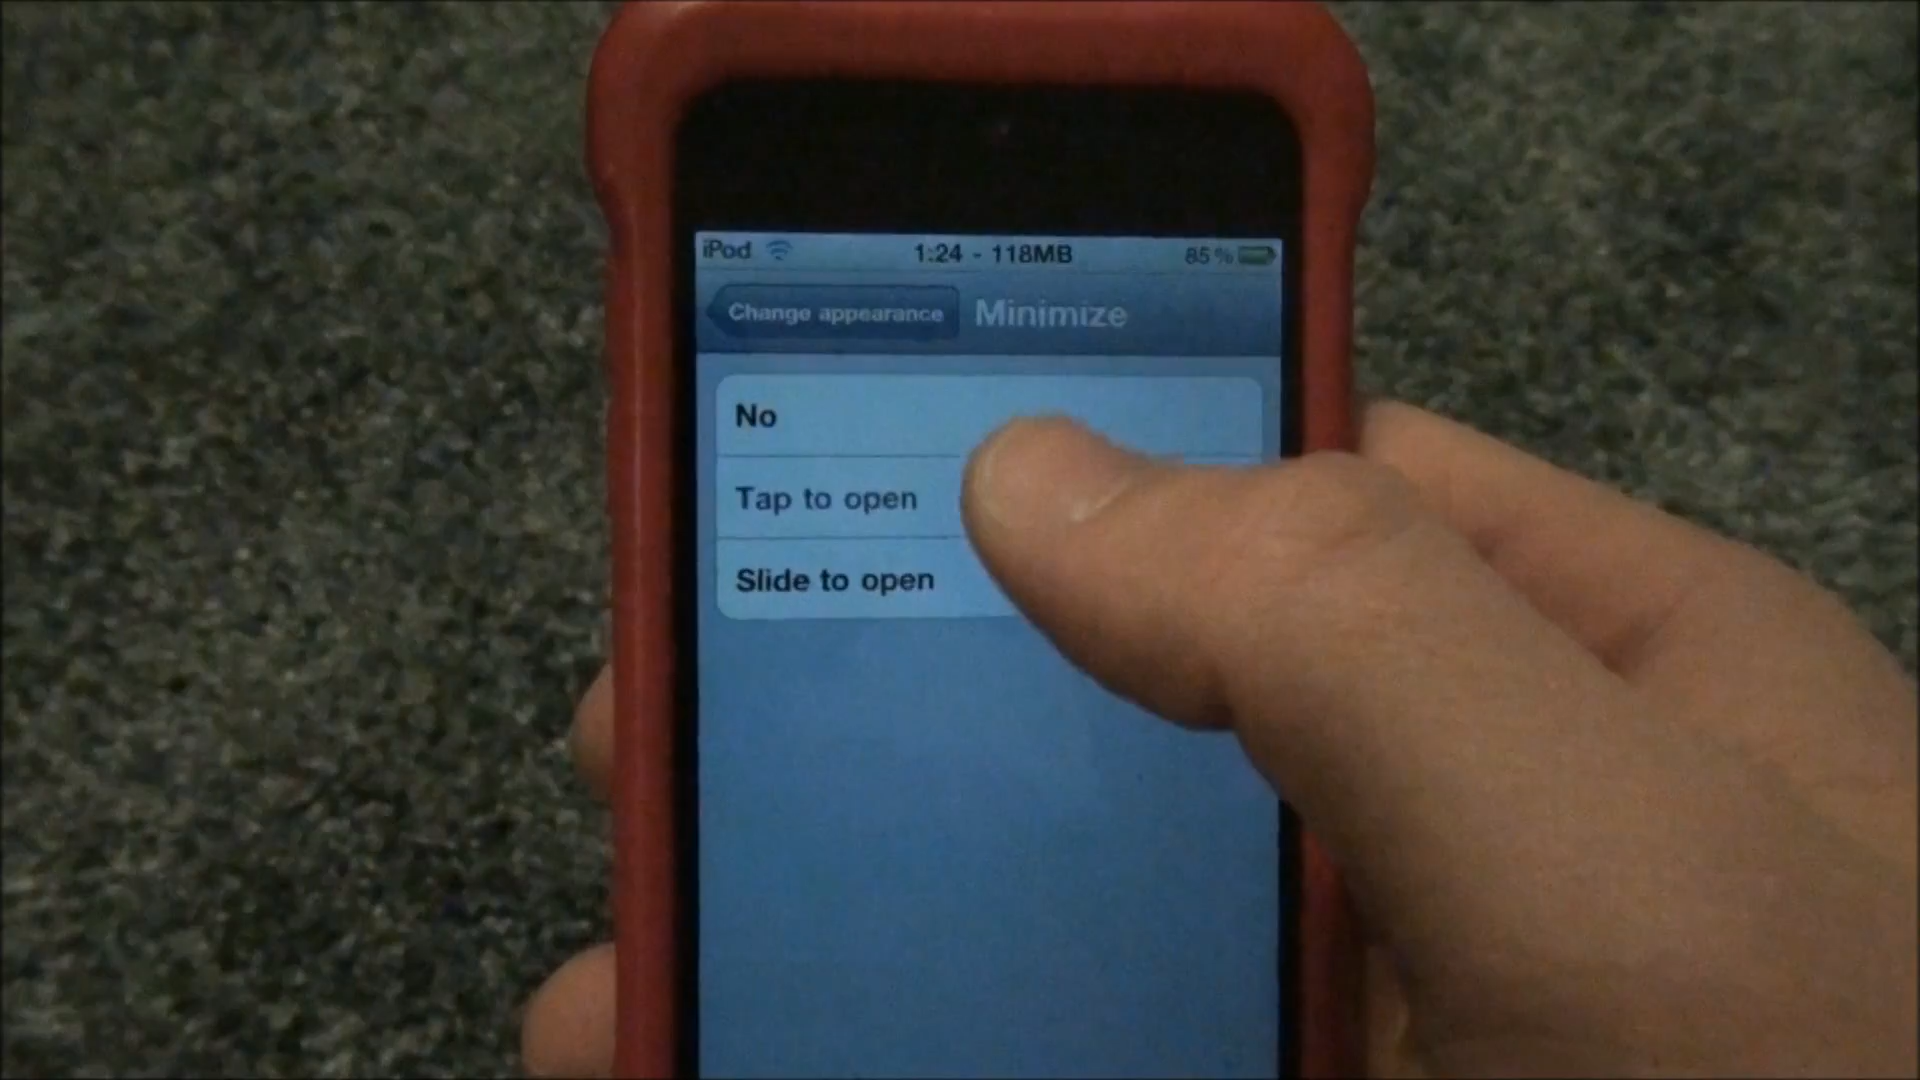 iPod 1:24 - 118MB 85%
Change appearance Minimize
No
Tap to open
Slide to open